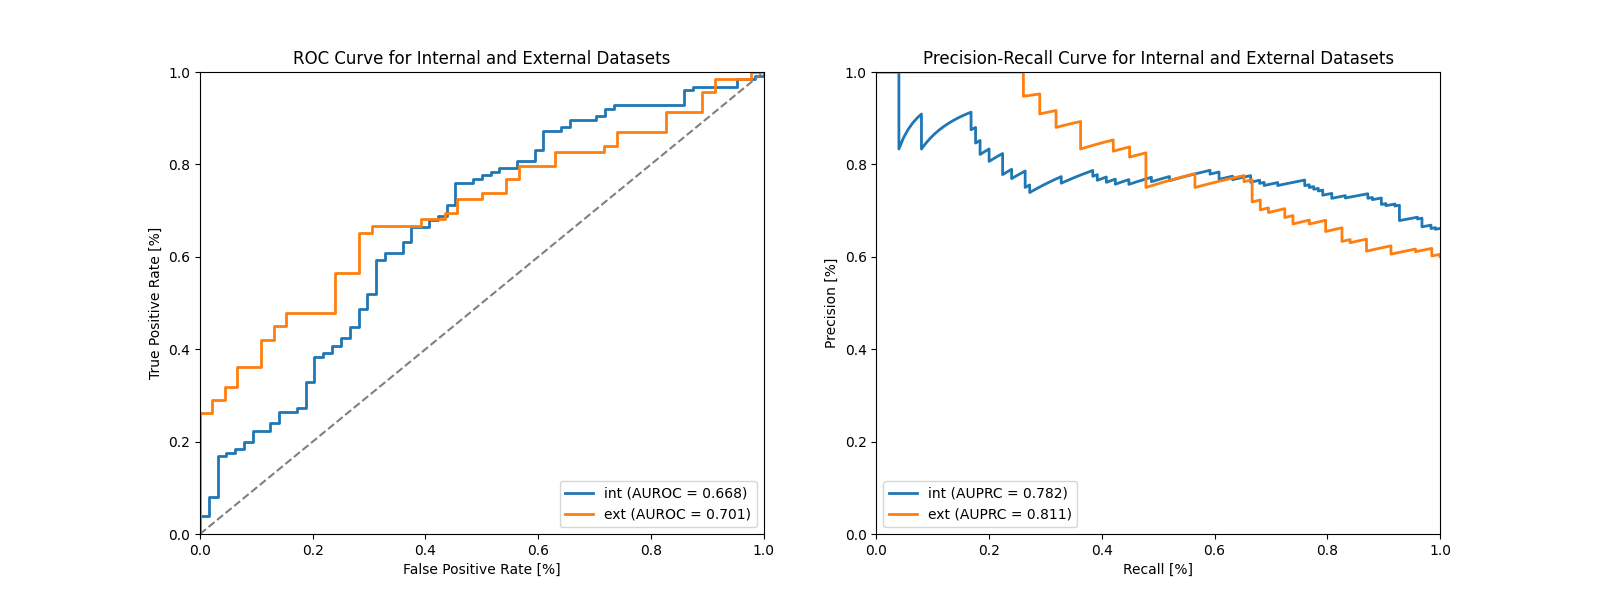 ROC Curve for Internal and External Datasets
1.0
0.8
0.6
0.4
0.2
0.0
True Positive Rate [%]
int (AUROC = 0.668)
ext (AUROC = 0.701)
0.0 0.2 0.4 0.6 0.8 1.0
False Positive Rate [%]
Precision-Recall Curve for Internal and External Datasets
1.0
0.8
0.6
0.4
0.2
0.0
Precision [%]
int (AUPRC = 0.782)
ext (AUPRC = 0.811)
0.0 0.2 0.4 0.6 0.8 1.0
Recall [%]